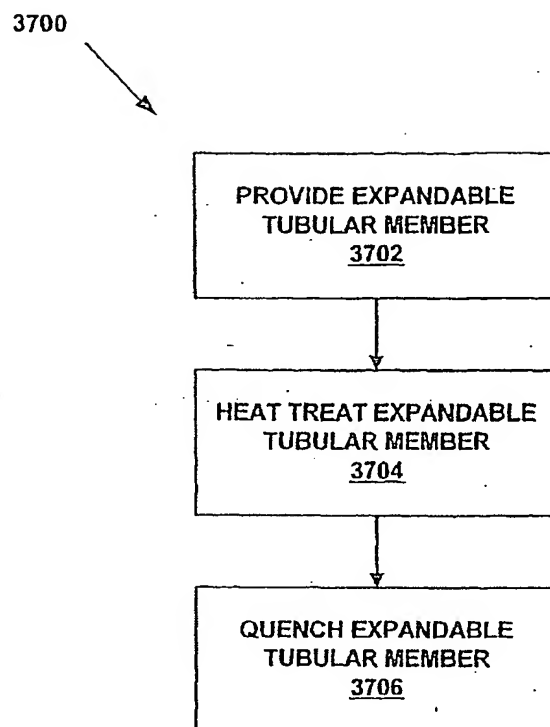 3700
PROVIDE EXPANDABLE
TUBULAR MEMBER
3702
HEAT TREAT EXPANDABLE
TUBULAR MEMBER
3704
QUENCH EXPANDABLE
TUBULAR MEMBER
3706